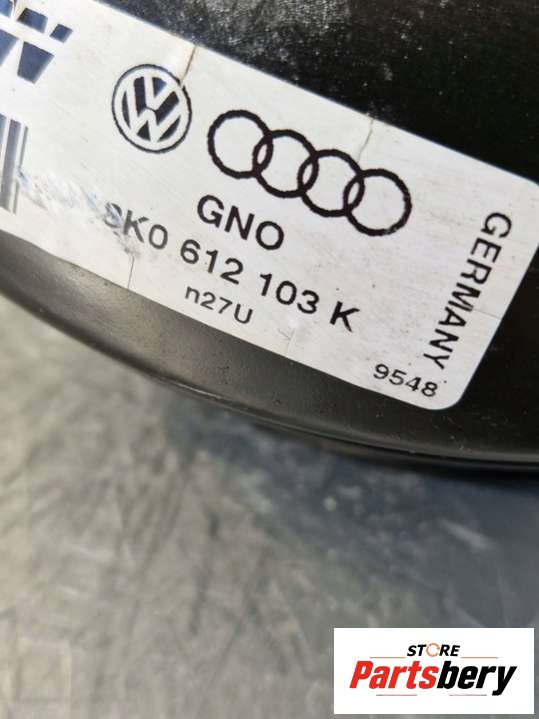 GNO
8K0 612 103 K
n27U
GERMANY
9548
STORE
Partsbery